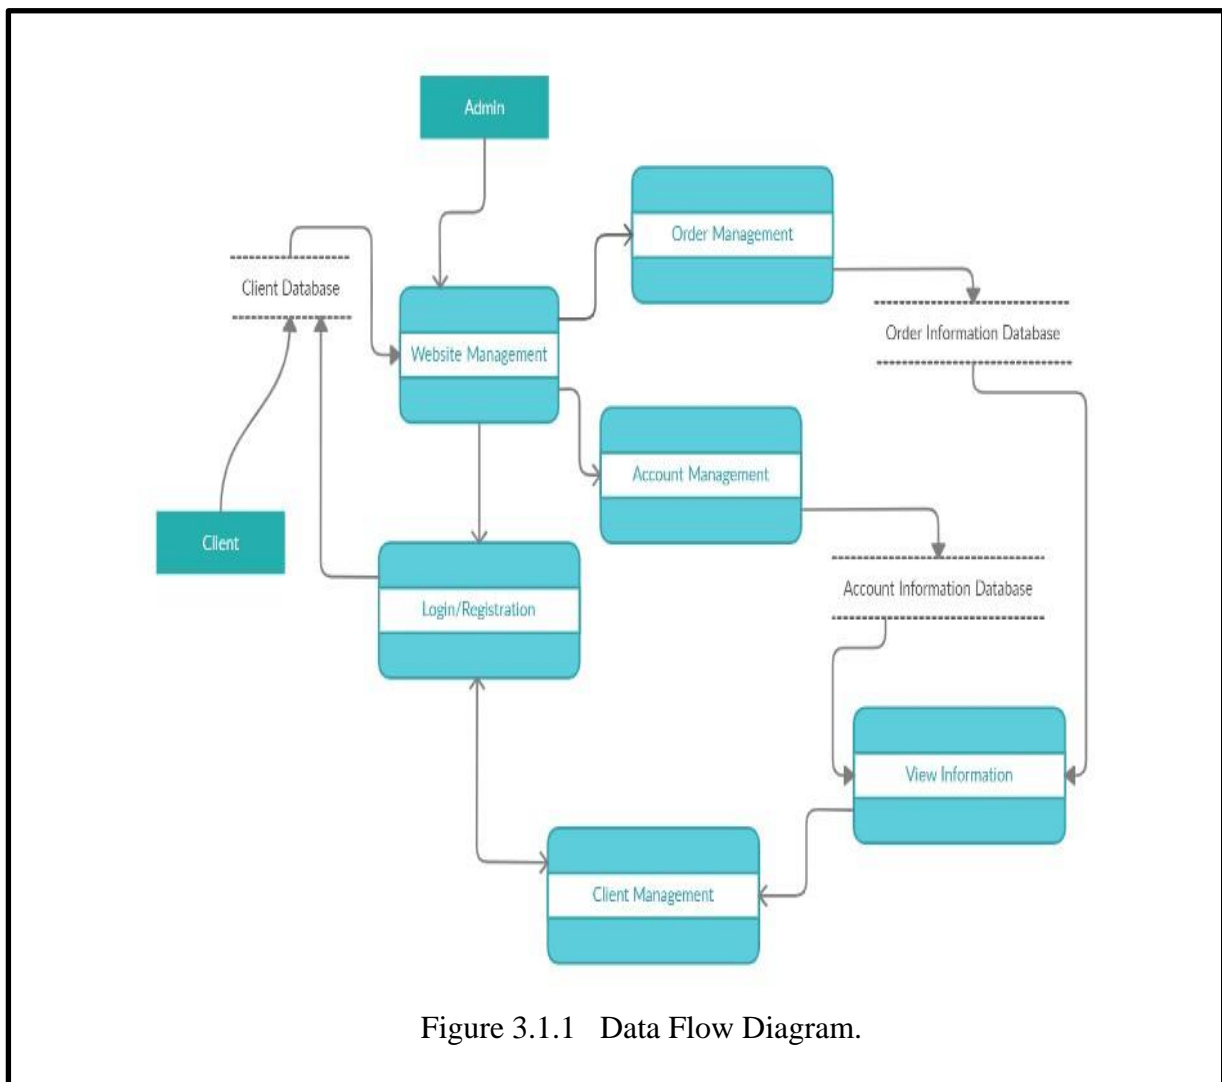 Admin
Order Management
Client Database
Order Information Database
Website Management
Account Management
Client
Account Information Database
Login/Registration
View Information
Client Management
Figure 3.1.1 Data Flow Diagram.